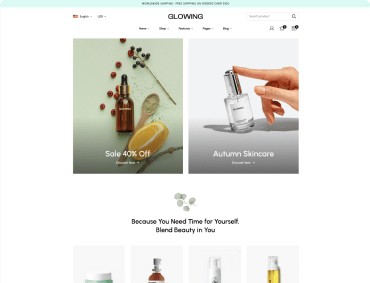 WORLDWIDE SHIPPING - FREE SHIPPING ON ORDERS OVER $100
English
USD
GLOWING
Search product
Home
Shop
Features
Pages
Blog
Sale 40% Off
Discover Now
Autumn Skincare
Discover Now
Because You Need Time for Yourself.
Blend Beauty in You